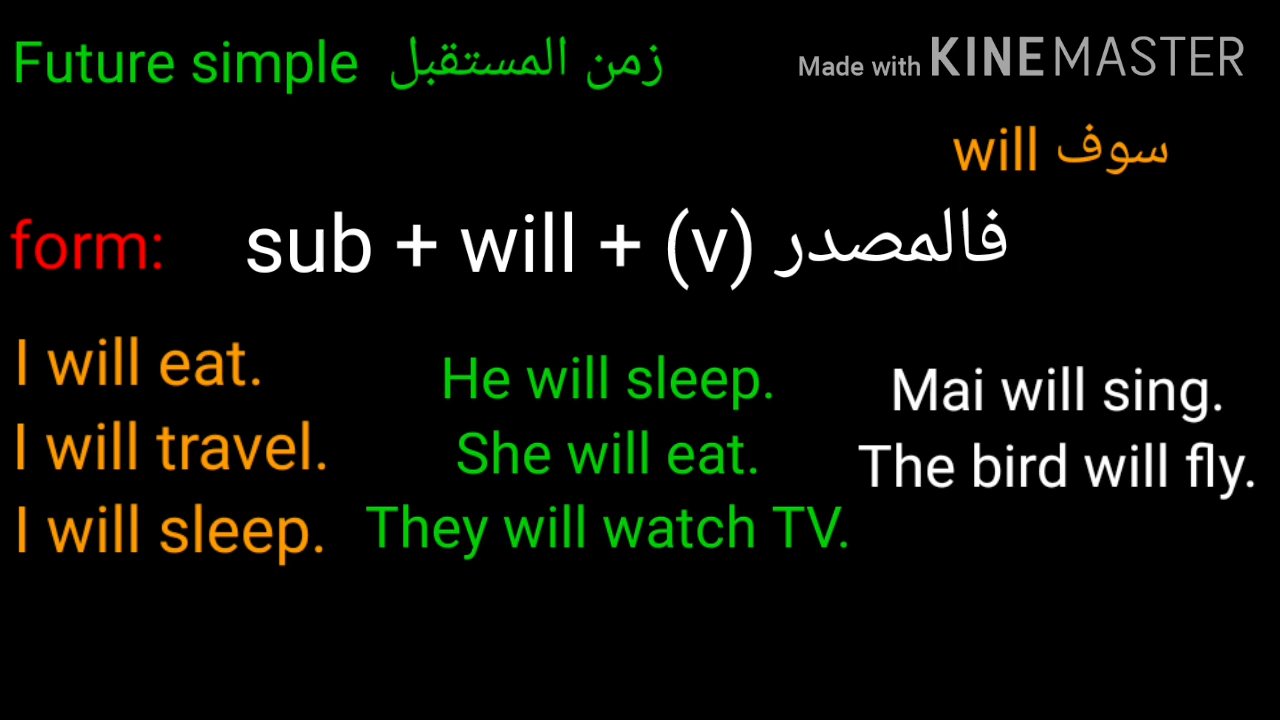 Future simple زمن المستقبل
Made with KINEMASTER
will سوف
form: sub + will + (v) فالمصدر
I will eat.
I will travel.
I will sleep.
He will sleep.
She will eat.
They will watch TV.
Mai will sing.
The bird will fly.